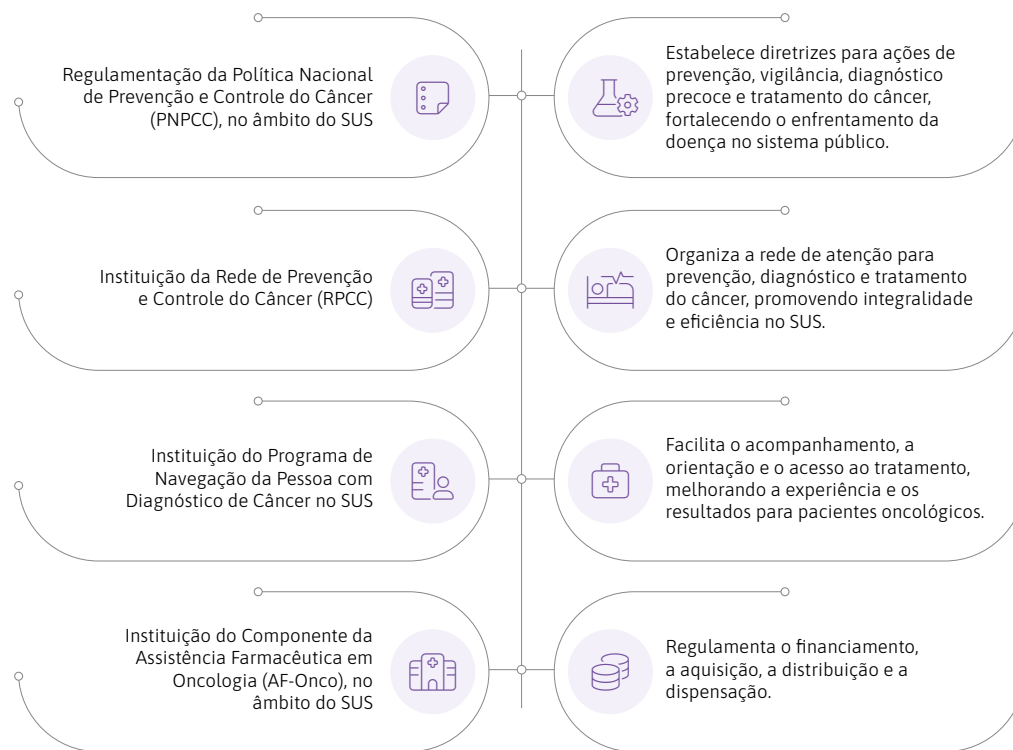 Regulamentação da Política Nacional
de Prevenção e Controle do Câncer
(PNPCC), no âmbito do SUS
Estabelece diretrizes para ações de
prevenção, vigilância, diagnóstico
precoce e tratamento do câncer,
fortalecendo o enfrentamento da
doença no sistema público.
Instituição da Rede de Prevenção
e Controle do Câncer (RPCC)
Organiza a rede de atenção para
prevenção, diagnóstico e tratamento
do câncer, promovendo integralidade
e eficiência no SUS.
Instituição do Programa de
Navegação da Pessoa com
Diagnóstico de Câncer no SUS
Facilita o acompanhamento, a
orientação e o acesso ao tratamento,
melhorando a experiência e os
resultados para pacientes oncológicos.
Instituição do Componente da
Assistência Farmacêutica em
Oncologia (AF-Onco), no
âmbito do SUS
Regulamenta o financiamento,
a aquisição, a distribuição e a
dispensação.